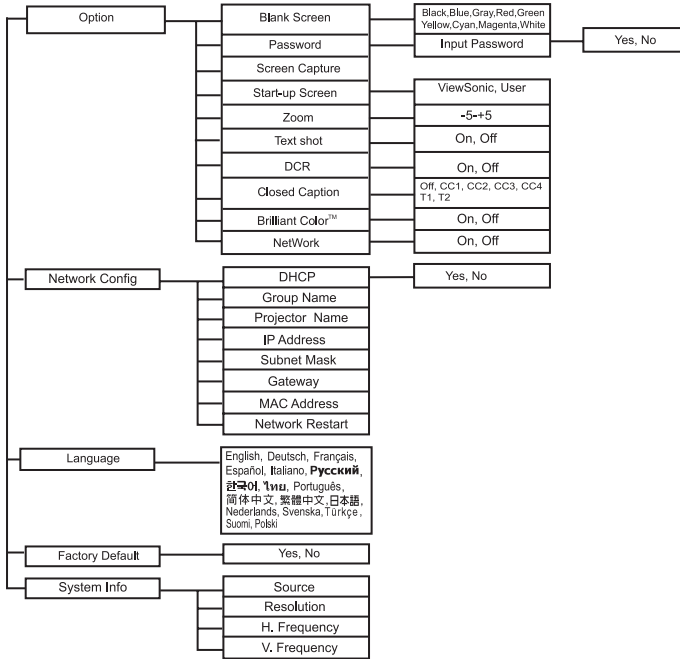 Option
Blank Screen
Black,Blue,Gray,Red,Green
Yellow,Cyan,Magenta,White
Password
Input Password
Yes, No
Screen Capture
Start-up Screen
ViewSonic, User
Zoom
-5-+5
Text shot
On, Off
DCR
On, Off
Closed Caption
Off, CC1, CC2, CC3, CC4
T1, T2
Brilliant Color™
On, Off
NetWork
On, Off
Network Config
DHCP
Yes, No
Group Name
Projector Name
IP Address
Subnet Mask
Gateway
MAC Address
Network Restart
Language
English, Deutsch, Français,
Español, Italiano, Русский,
한국어, ไทย, Português,
简体中文, 繁體中文, 日本語,
Nederlands, Svenska, Türkçe,
Suomi, Polski
Factory Default
Yes, No
System Info
Source
Resolution
H. Frequency
V. Frequency